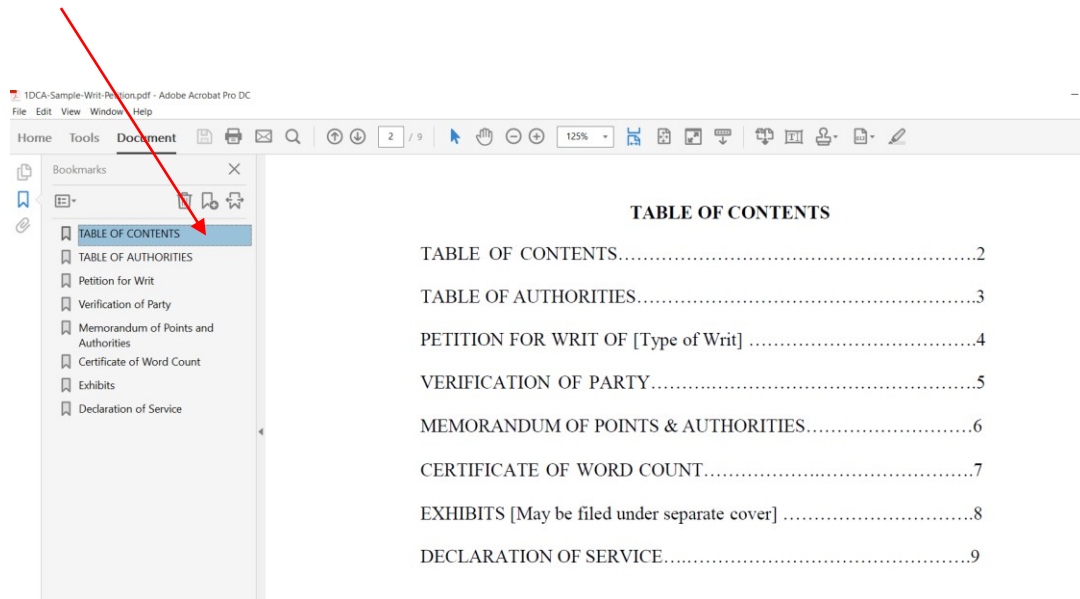 1DCA-Sample-Writ-Petition.pdf - Adobe Acrobat Pro DC
File Edit View Window Help
Home Tools Document 2 / 9 125%
Bookmarks
TABLE OF CONTENTS
TABLE OF AUTHORITIES
Petition for Writ
Verification of Party
Memorandum of Points and
Authorities
Certificate of Word Count
Exhibits
Declaration of Service
TABLE OF CONTENTS
TABLE OF CONTENTS…………………………………………………2
TABLE OF AUTHORITIES………………………………………………3
PETITION FOR WRIT OF [Type of Writ] ………………………………4
VERIFICATION OF PARTY……………………………………………5
MEMORANDUM OF POINTS & AUTHORITIES………………………6
CERTIFICATE OF WORD COUNT……………………………………7
EXHIBITS [May be filed under separate cover] …………………………8
DECLARATION OF SERVICE…………………………………………9